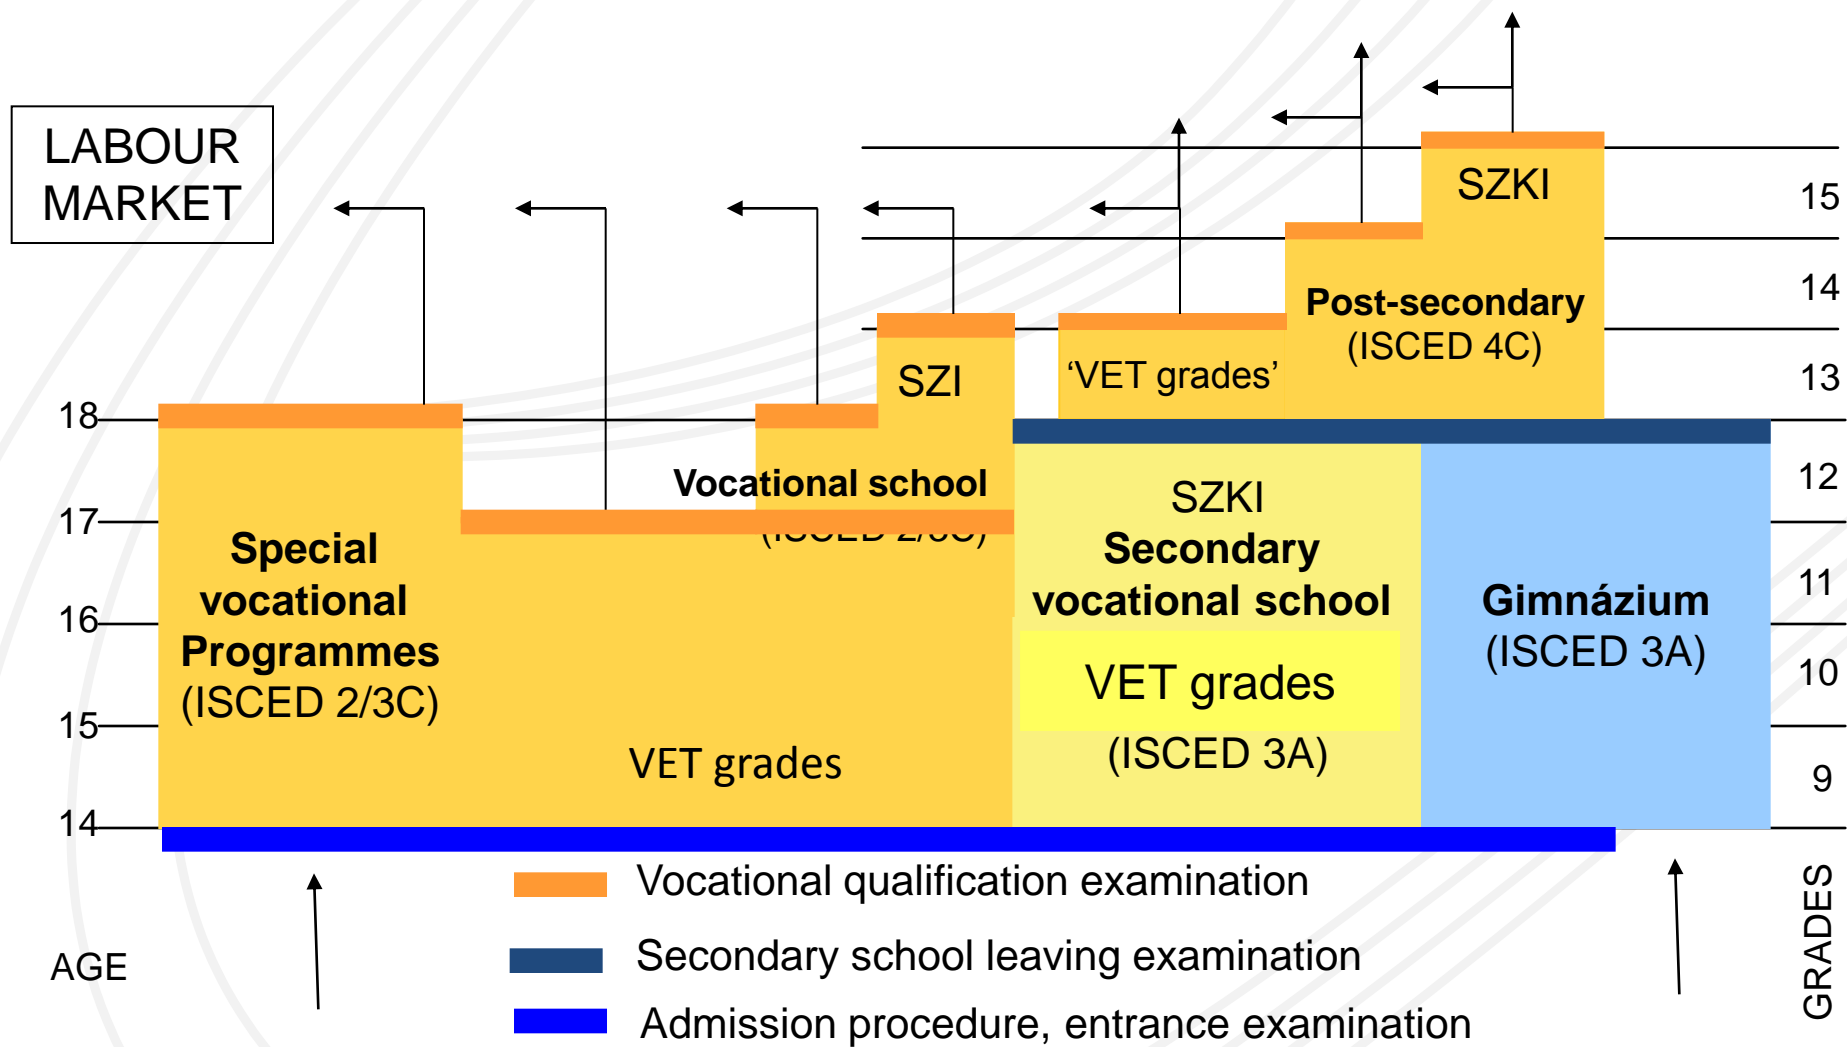 LABOUR
MARKET
SZKI
15
14
Post-secondary
(ISCED 4C)
SZI
'VET grades'
13
18
Vocational school
SZKI
12
17
Special
vocational
Programmes
(ISCED 2/3C)
Secondary
vocational school
VET grades
(ISCED 3A)
Gimnázium
(ISCED 3A)
11
16
10
15
VET grades
9
14
Vocational qualification examination
Secondary school leaving examination
Admission procedure, entrance examination
AGE
GRADES